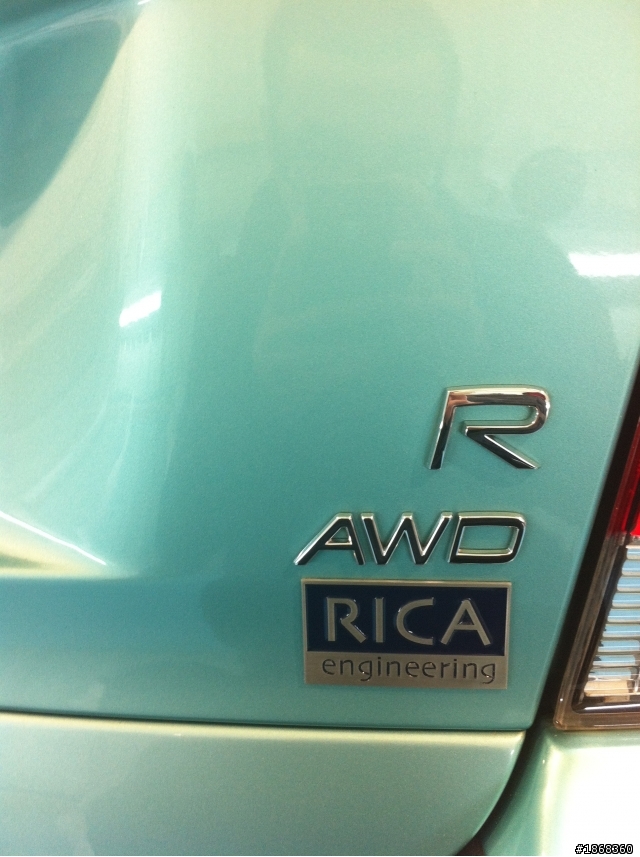 R
AWD
RICA
engineering
#1868360